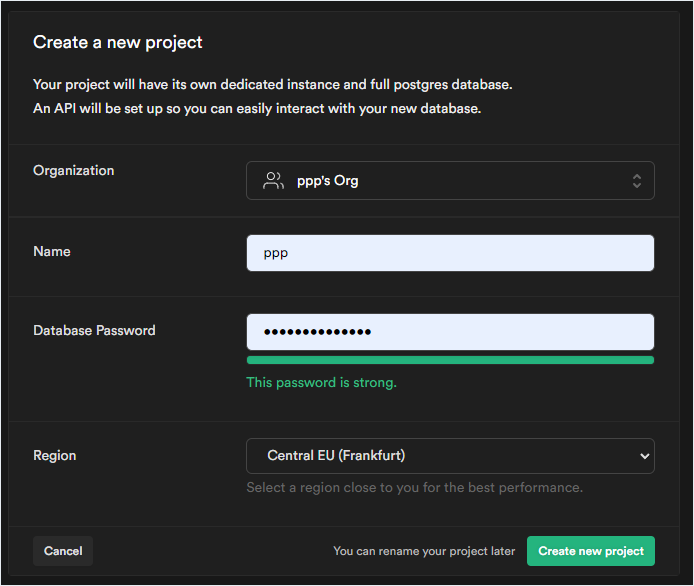 Create a new project
Your project will have its own dedicated instance and full postgres database.
An API will be set up so you can easily interact with your new database.
Organization
ppp's Org
Name
ppp
Database Password
••••••••••••••
This password is strong.
Region
Central EU (Frankfurt)
Select a region close to you for the best performance.
Cancel
You can rename your project later
Create new project